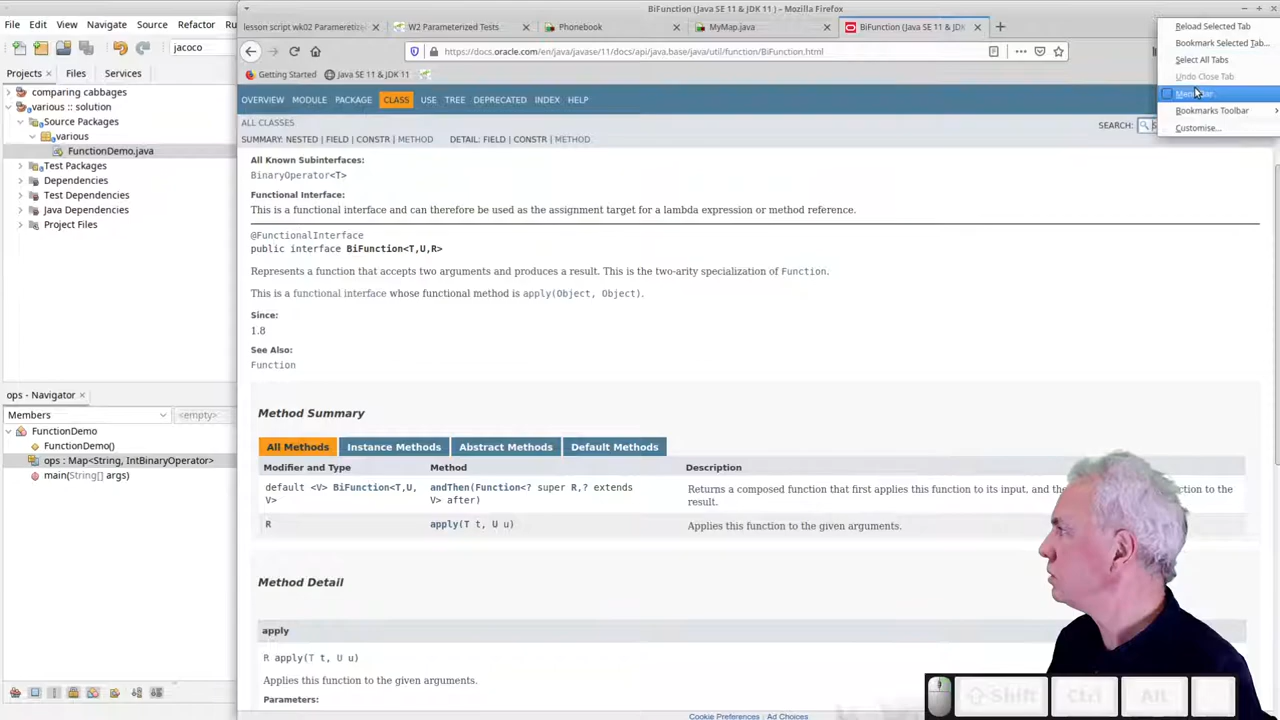 BiFunction (Java SE 11 & JDK 11 ) – Mozilla Firefox
File Edit View Navigate Source Refactor
lesson script wk02 Parametrize
W2 Parameterized Tests
Phonebook
MyMap.java
BiFunction (Java SE 11 & JDK
jacoco
https://docs.oracle.com/en/java/javase/11/docs/api/java.base/java/util/function/BiFunction.html
Getting Started
Java SE 11 & JDK 11
Reload Selected Tab
Bookmark Selected Tab...
Select All Tabs
Undo Close Tab
Menu Bar
Bookmarks Toolbar
Customise...
Projects Files Services
comparing cabbages
various :: solution
Source Packages
various
FunctionDemo.java
Test Packages
Dependencies
Test Dependencies
Java Dependencies
Project Files
ops - Navigator
Members
<empty>
FunctionDemo
FunctionDemo()
ops : Map<String, IntBinaryOperator>
main(String[] args)
OVERVIEW MODULE PACKAGE CLASS USE TREE DEPRECATED INDEX HELP
ALL CLASSES
SEARCH:
SUMMARY: NESTED | FIELD | CONSTR | METHOD
DETAIL: FIELD | CONSTR | METHOD
All Known Subinterfaces:
BinaryOperator<T>
Functional Interface:
This is a functional interface and can therefore be used as the assignment target for a lambda expression or method reference.
@FunctionalInterface
public interface BiFunction<T,U,R>
Represents a function that accepts two arguments and produces a result. This is the two-arity specialization of Function.
This is a functional interface whose functional method is apply(Object, Object).
Since:
1.8
See Also:
Function
Method Summary
All Methods Instance Methods Abstract Methods Default Methods
Modifier and Type Method Description
default <V> BiFunction<T,U,
V>
andThen(Function<? super R,? extends
V> after)
Returns a composed function that first applies this function to its input, and the
ction to the
result.
R apply(T t, U u) Applies this function to the given arguments.
Method Detail
apply
R apply(T t, U u)
Applies this function to the given arguments.
Parameters:
Cookie Preferences | Ad Choices
Shift Ctrl Alt